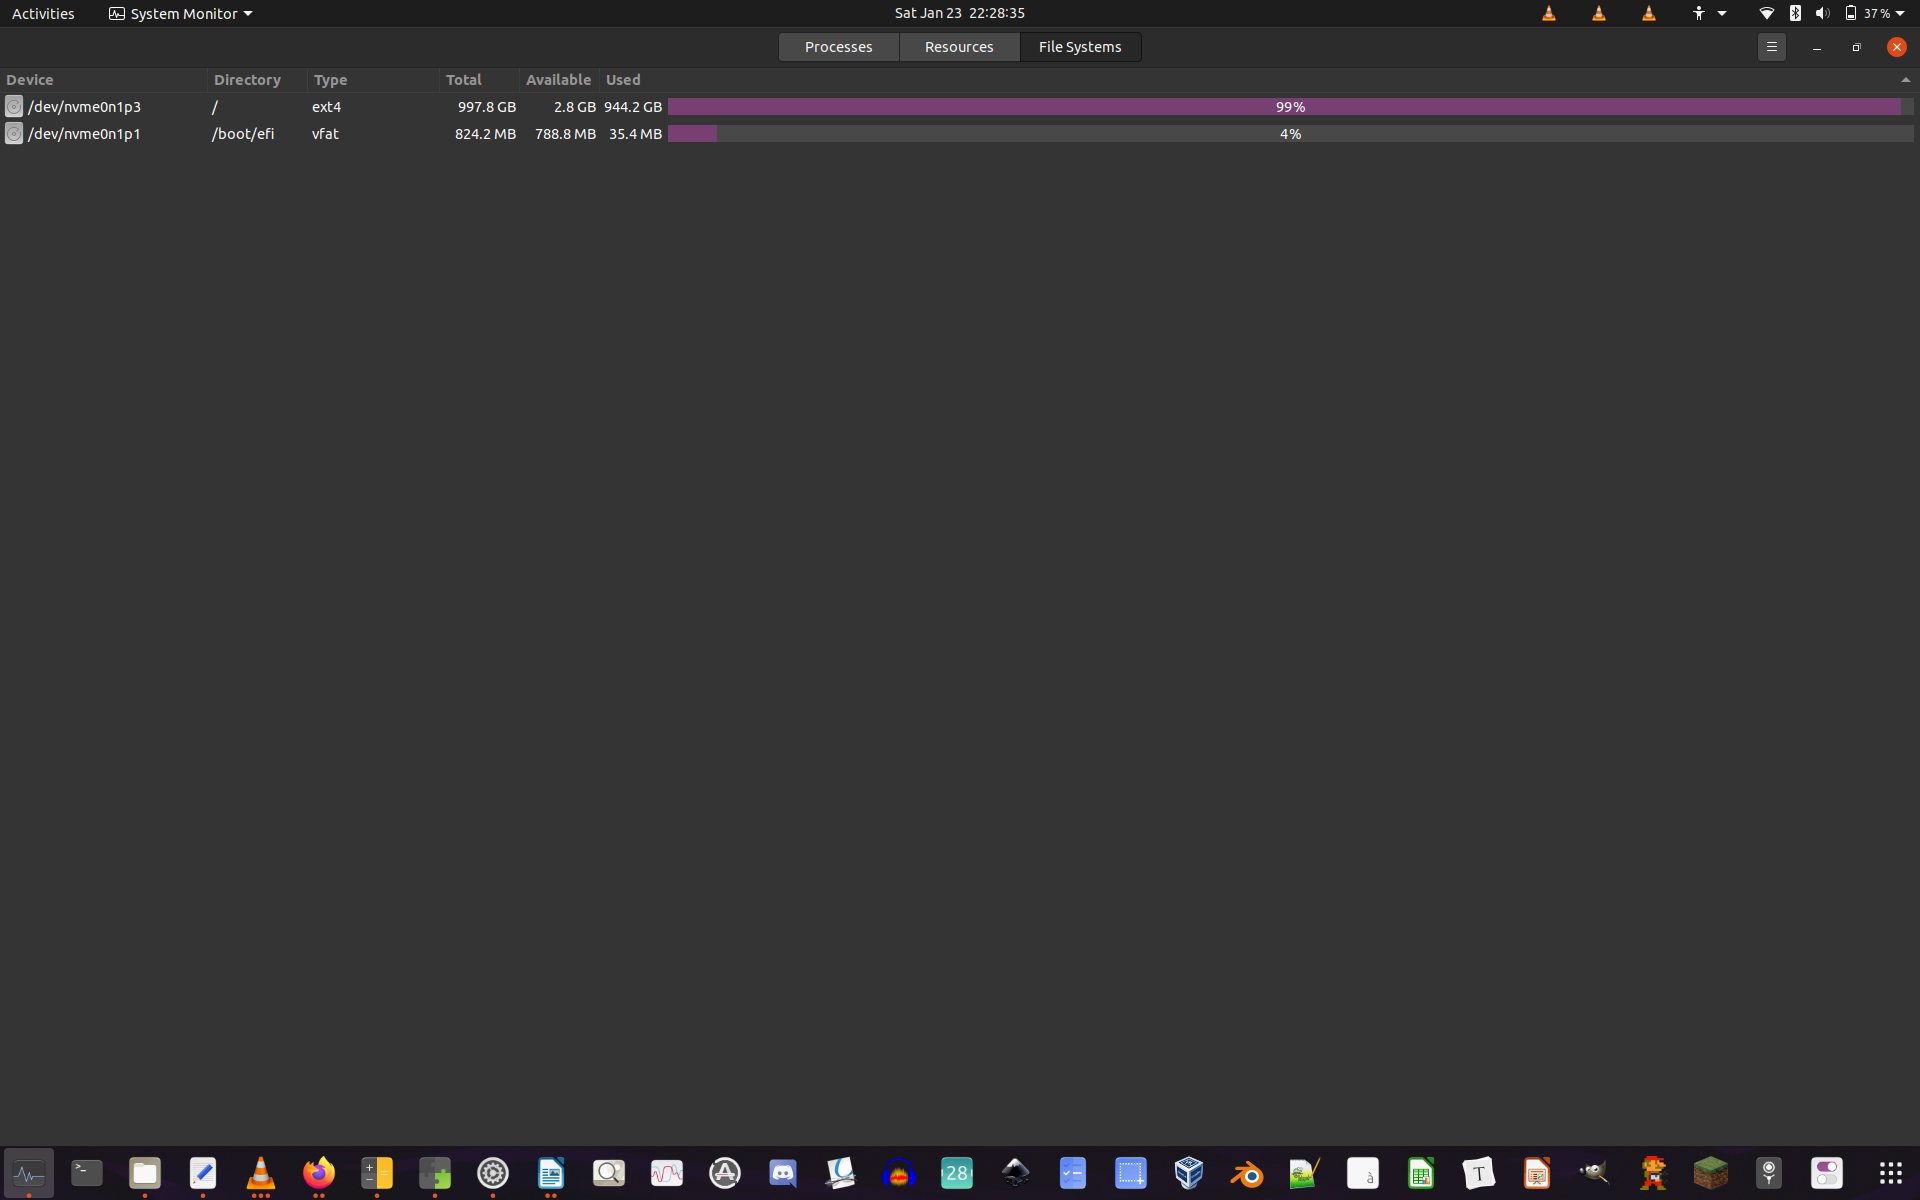 Activities System Monitor Sat Jan 23 22:28:35 37 %
Processes Resources File Systems
Device Directory Type Total Available Used
/dev/nvme0n1p3 / ext4 997.8 GB 2.8 GB 944.2 GB 99%
/dev/nvme0n1p1 /boot/efi vfat 824.2 MB 788.8 MB 35.4 MB 4%
>_ 28 à T